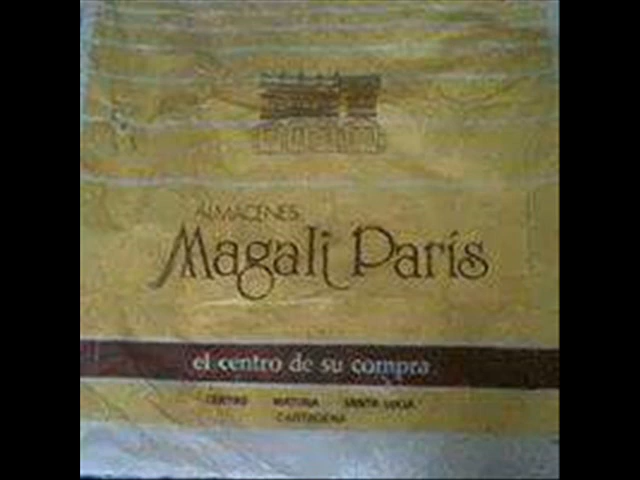 ALMACENES
Magali París
el centro de su compra
CENTRO MATUNA SANTA LUCIA
CARTAGENA